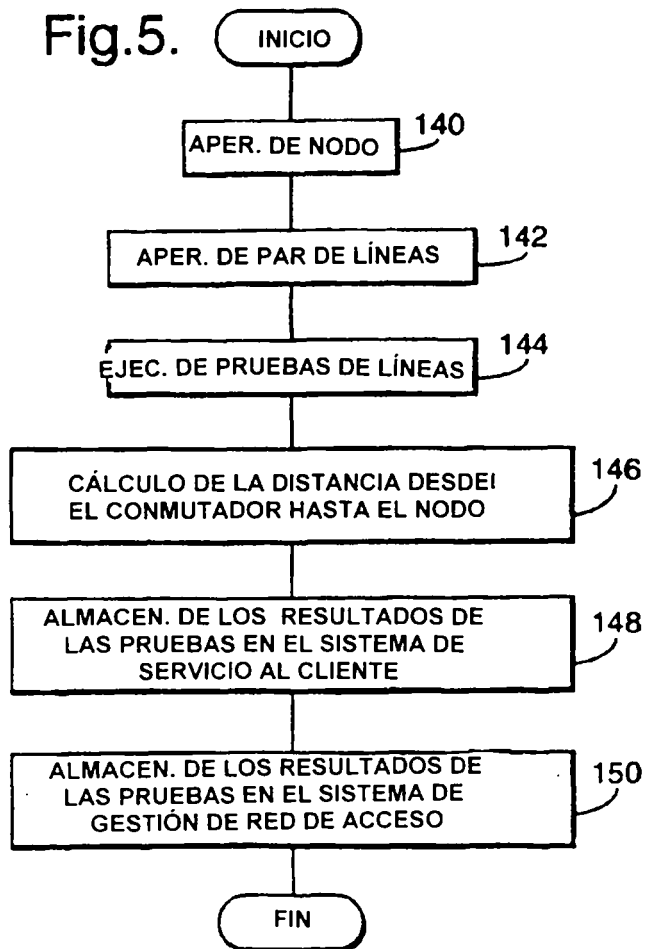 Fig.5.
INICIO
APER. DE NODO
140
APER. DE PAR DE LÍNEAS
142
EJEC. DE PRUEBAS DE LÍNEAS
144
CÁLCULO DE LA DISTANCIA DESDE
EL CONMUTADOR HASTA EL NODO
146
ALMACEN. DE LOS RESULTADOS DE
LAS PRUEBAS EN EL SISTEMA DE
SERVICIO AL CLIENTE
148
ALMACEN. DE LOS RESULTADOS DE
LAS PRUEBAS EN EL SISTEMA DE
GESTIÓN DE RED DE ACCESO
150
FIN